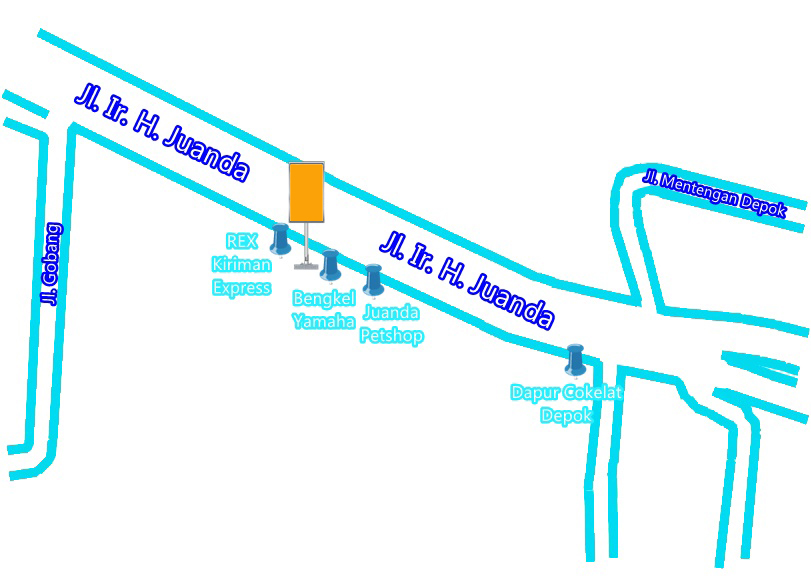 Jl. Ir. H. Juanda
Jl. Mentengan Depok
Jl. Gobang
REX
Kiriman
Express
Jl. Ir. H. Juanda
Bengkel
Yamaha
Juanda
Petshop
Dapur Cokelat
Depok